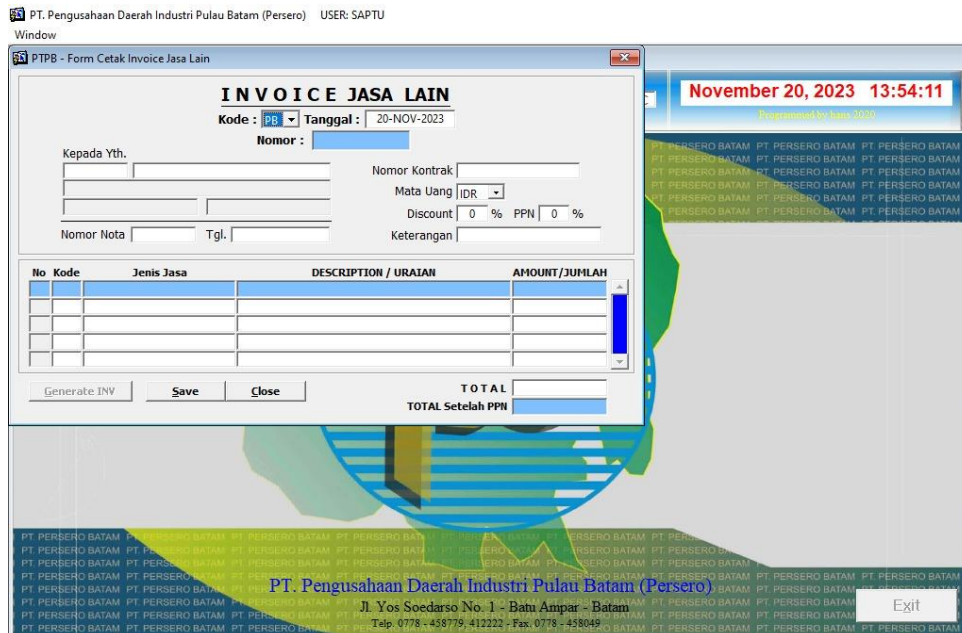 PT. Pengusahaan Daerah Industri Pulau Batam (Persero) USER: SAPTU
Window
PTPB - Form Cetak Invoice Jasa Lain
INVOICE JASA LAIN
Kode : PB Tanggal : 20-NOV-2023
Nomor :
Kepada Yth.
Nomor Kontrak
Mata Uang IDR
Discount 0 % PPN 0 %
Nomor Nota Tgl. Keterangan
No Kode Jenis Jasa DESCRIPTION / URAIAN AMOUNT/JUMLAH
Generate INV Save Close TOTAL
TOTAL Setelah PPN
November 20, 2023 13:54:11
Programmed by hans 2020
PT. PERSERO BATAM PT. PERSERO BATAM PT. PERSERO BATAM
PT. Pengusahaan Daerah Industri Pulau Batam (Persero)
Jl. Yos Soedarso No. 1 - Batu Ampar - Batam
Telp. 0778 - 458779, 412222 - Fax. 0778 - 458049
Exit